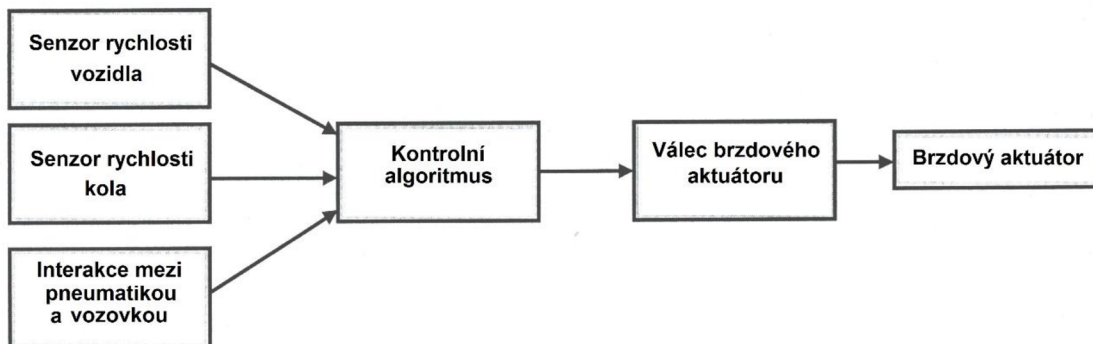 Senzor rychlosti
vozidla
Senzor rychlosti
kola
Interakce mezi
pneumatikou
a vozovkou
Kontrolní
algoritmus
Válec brzdového
aktuátoru
Brzdový aktuátor